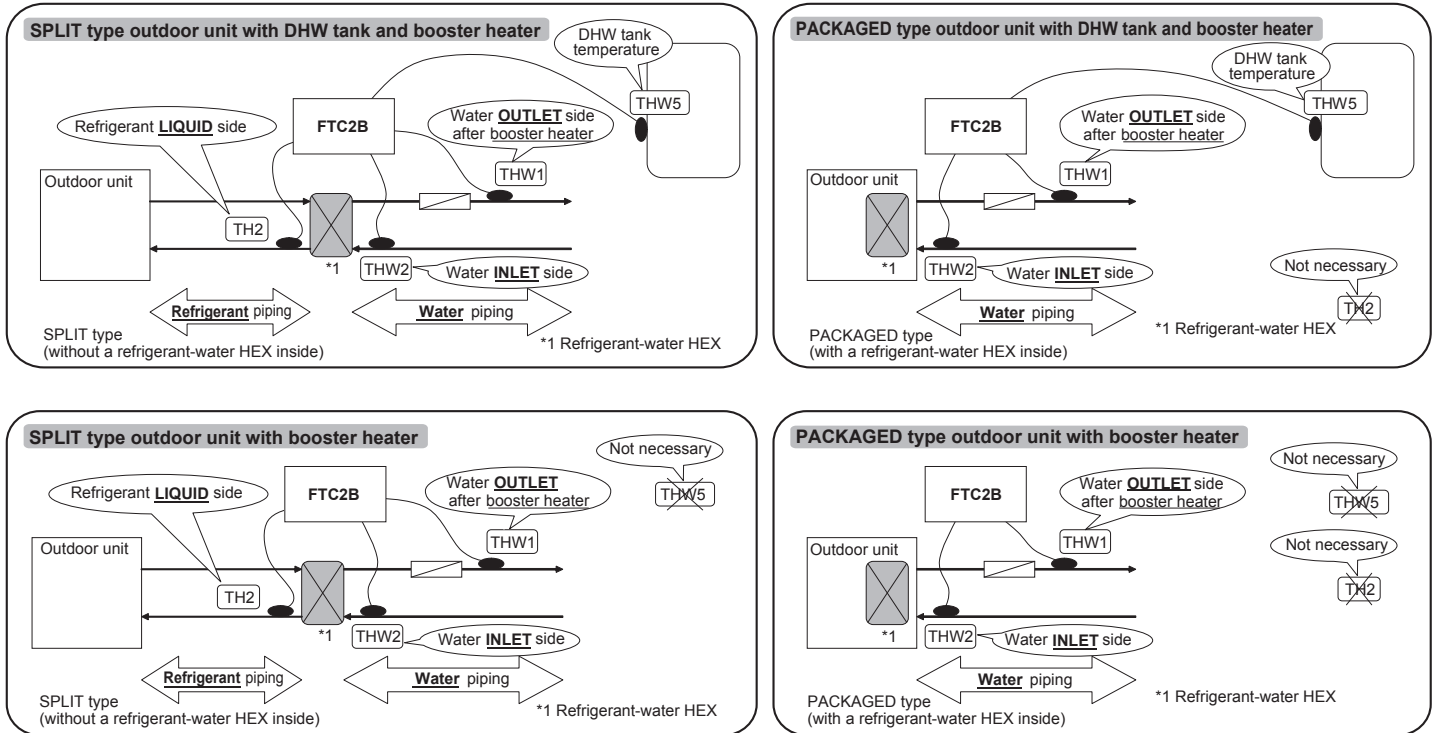 SPLIT type outdoor unit with DHW tank and booster heater
DHW tank
temperature
THW5
FTC2B
Refrigerant LIQUID side
Water OUTLET side
after booster heater
THW1
Outdoor unit
TH2
*1
THW2
Water INLET side
Refrigerant piping
Water piping
SPLIT type
(without a refrigerant-water HEX inside)
*1 Refrigerant-water HEX
PACKAGED type outdoor unit with DHW tank and booster heater
DHW tank
temperature
THW5
FTC2B
Water OUTLET side
after booster heater
THW1
Outdoor unit
*1
THW2
Water INLET side
Not necessary
TH2
Water piping
*1 Refrigerant-water HEX
PACKAGED type
(with a refrigerant-water HEX inside)
SPLIT type outdoor unit with booster heater
Not necessary
THW5
FTC2B
Refrigerant LIQUID side
Water OUTLET
after booster heater
THW1
Outdoor unit
TH2
*1
THW2
Water INLET side
Refrigerant piping
Water piping
SPLIT type
(without a refrigerant-water HEX inside)
*1 Refrigerant-water HEX
PACKAGED type outdoor unit with booster heater
Not necessary
THW5
FTC2B
Water OUTLET side
after booster heater
THW1
Not necessary
TH2
Outdoor unit
*1
THW2
Water INLET side
Water piping
*1 Refrigerant-water HEX
PACKAGED type
(with a refrigerant-water HEX inside)